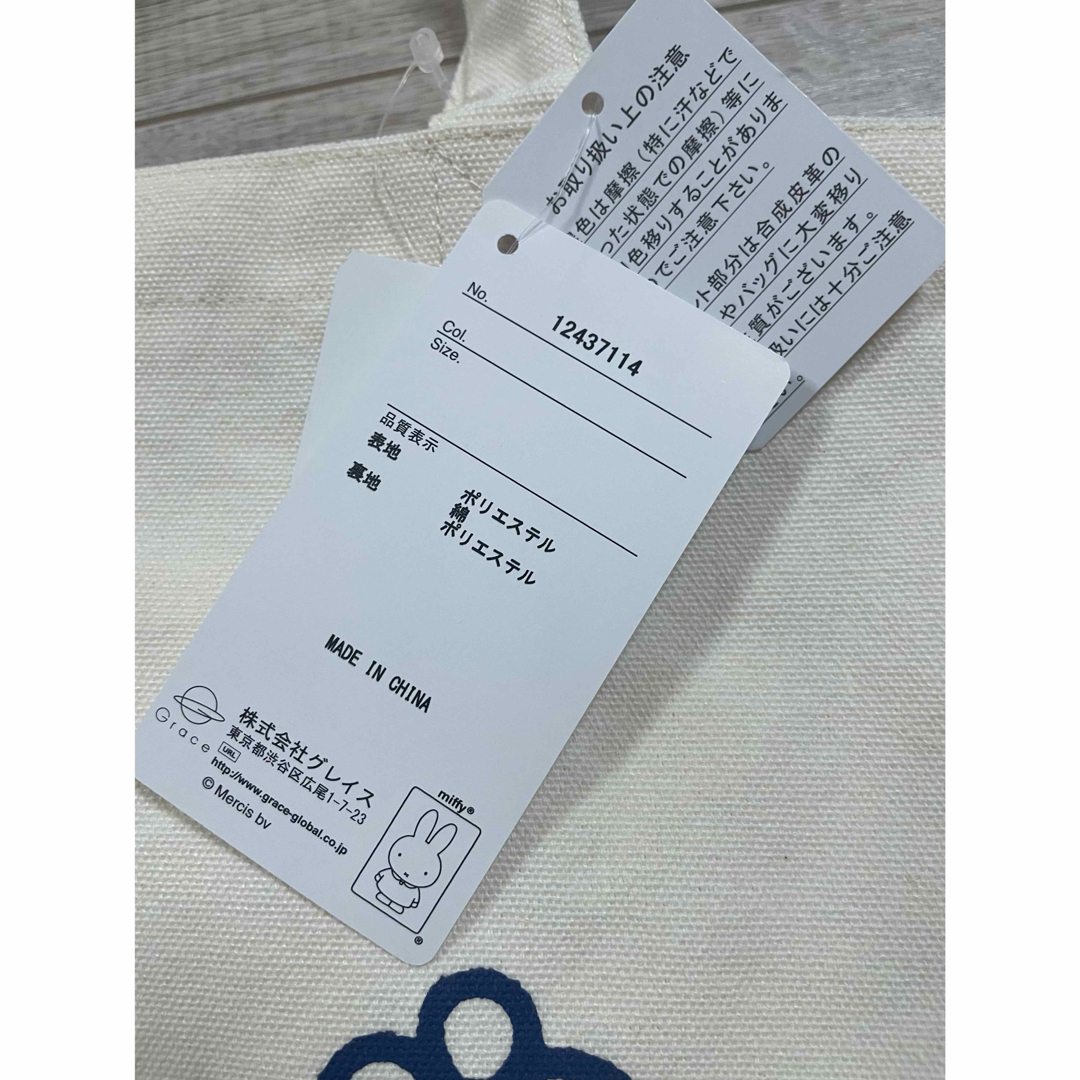 お取り扱い上の注意
色は摩擦(特に汗などで
った状態での摩擦)等に
色移りすることがありま
でご注意下さい。
ット部分は合成皮革の
やバッグに大変移り
質がございます。
扱いには十分ご注意
い。
No. 12437114
Col.
Size.
品質表示
表地 ポリエステル
綿
裏地 ポリエステル
MADE IN CHINA
Grace
株式会社グレイス
東京都渋谷区広尾1-7-23
URL
http://www.grace-global.co.jp
© Mercis bv
miffy®
®